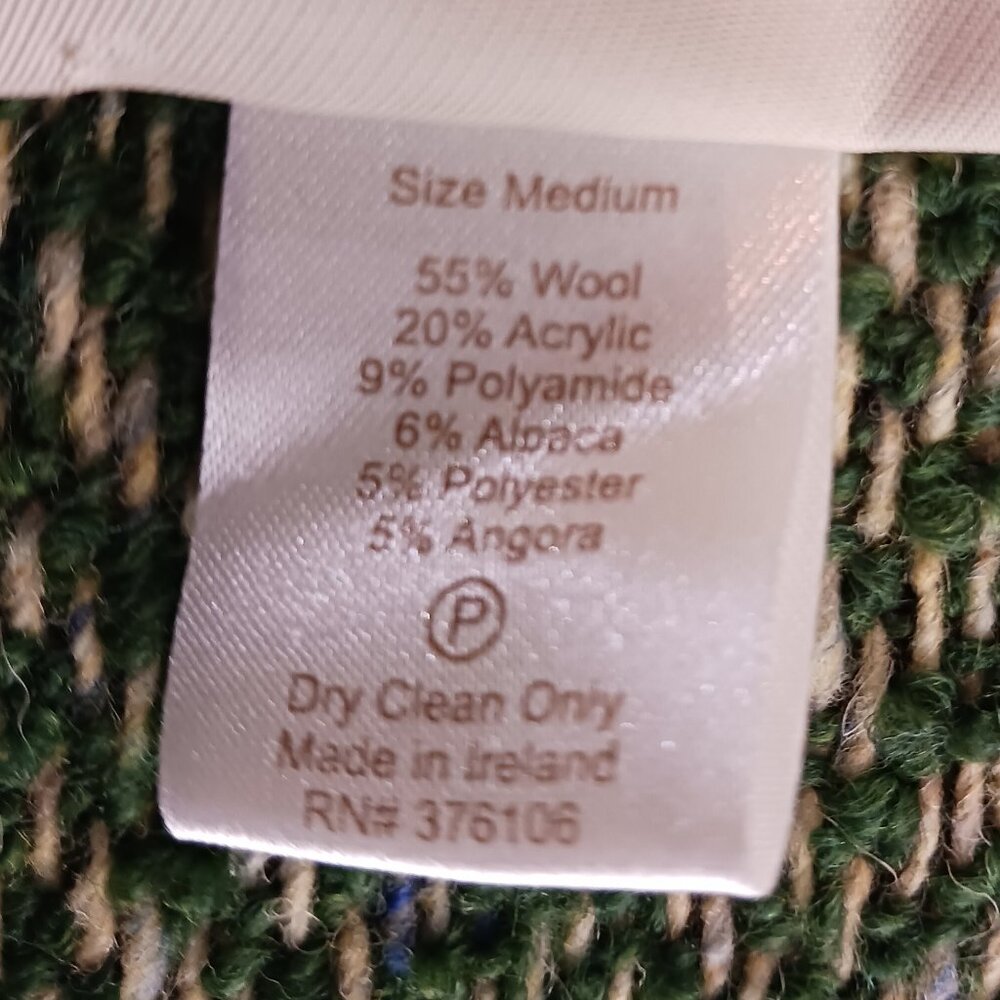 Size Medium
55% Wool
20% Acrylic
9% Polyamide
6% Alpaca
5% Polyester
5% Angora
P
Dry Clean Only
Made in Ireland
RN# 376106